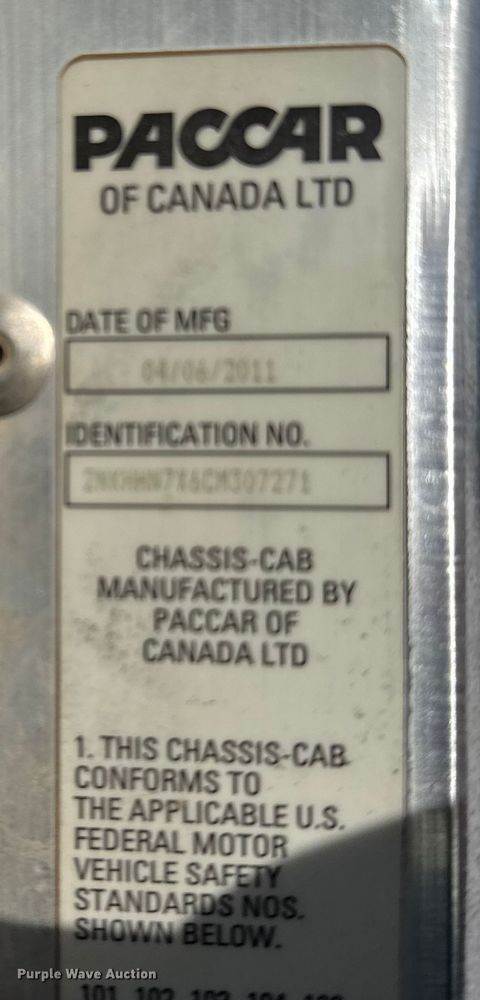 PACCAR
OF CANADA LTD
DATE OF MFG
04/06/2011
IDENTIFICATION NO.
CHASSIS-CAB
MANUFACTURED BY
PACCAR OF
CANADA LTD
1. THIS CHASSIS-CAB
CONFORMS TO
THE APPLICABLE U.S.
FEDERAL MOTOR
VEHICLE SAFETY
STANDARDS NOS.
SHOWN BELOW.
Purple Wave Auction